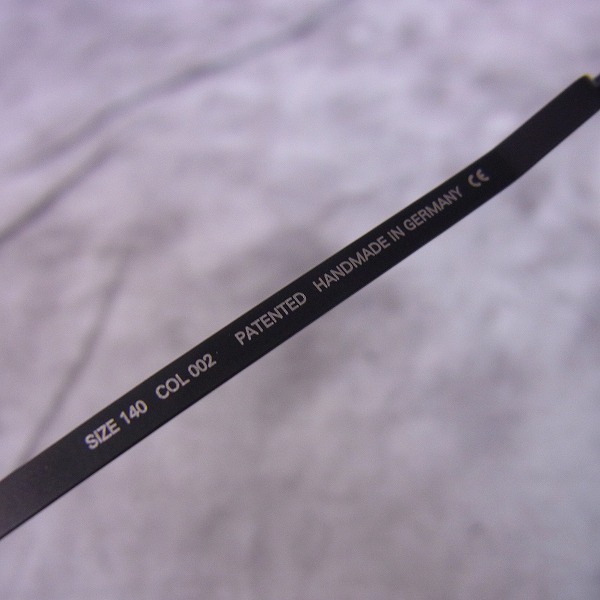 SIZE 140 COL 002 PATENTED HANDMADE IN GERMANY CE